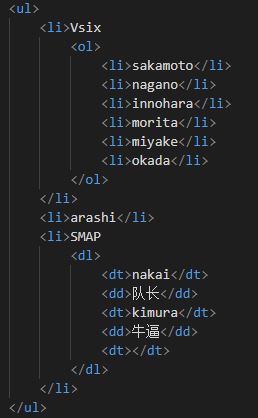 <ul>
<li>Vsix
<ol>
<li>sakamoto</li>
<li>nagano</li>
<li>innohara</li>
<li>morita</li>
<li>miyake</li>
<li>okada</li>
</ol>
</li>
<li>arashi</li>
<li>SMAP
<dl>
<dt>nakai</dt>
<dd>队长</dd>
<dt>kimura</dt>
<dd>牛逼</dd>
<dt></dt>
</dl>
</li>
</ul>